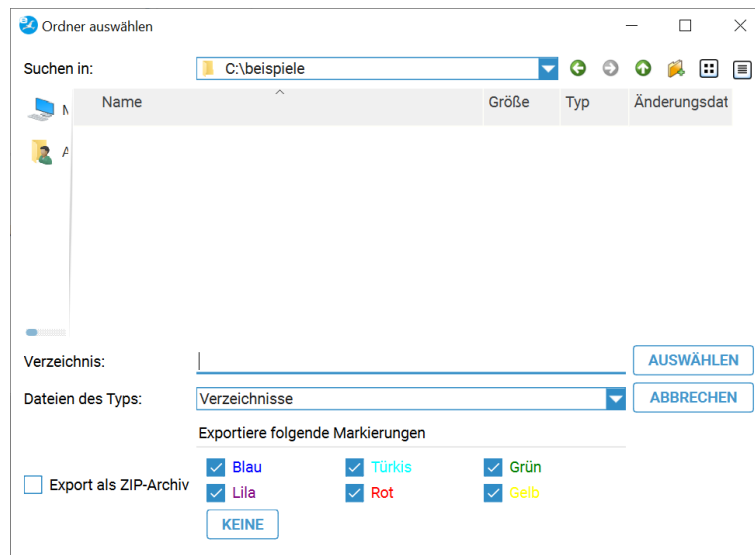 Ordner auswählen
Suchen in: C:\beispiele
Name Größe Typ Änderungsdat
Verzeichnis: AUSWÄHLEN
Dateien des Typs: Verzeichnisse ABBRECHEN
Exportiere folgende Markierungen
Blau Türkis Grün
Export als ZIP-Archiv
Lila Rot Gelb
KEINE